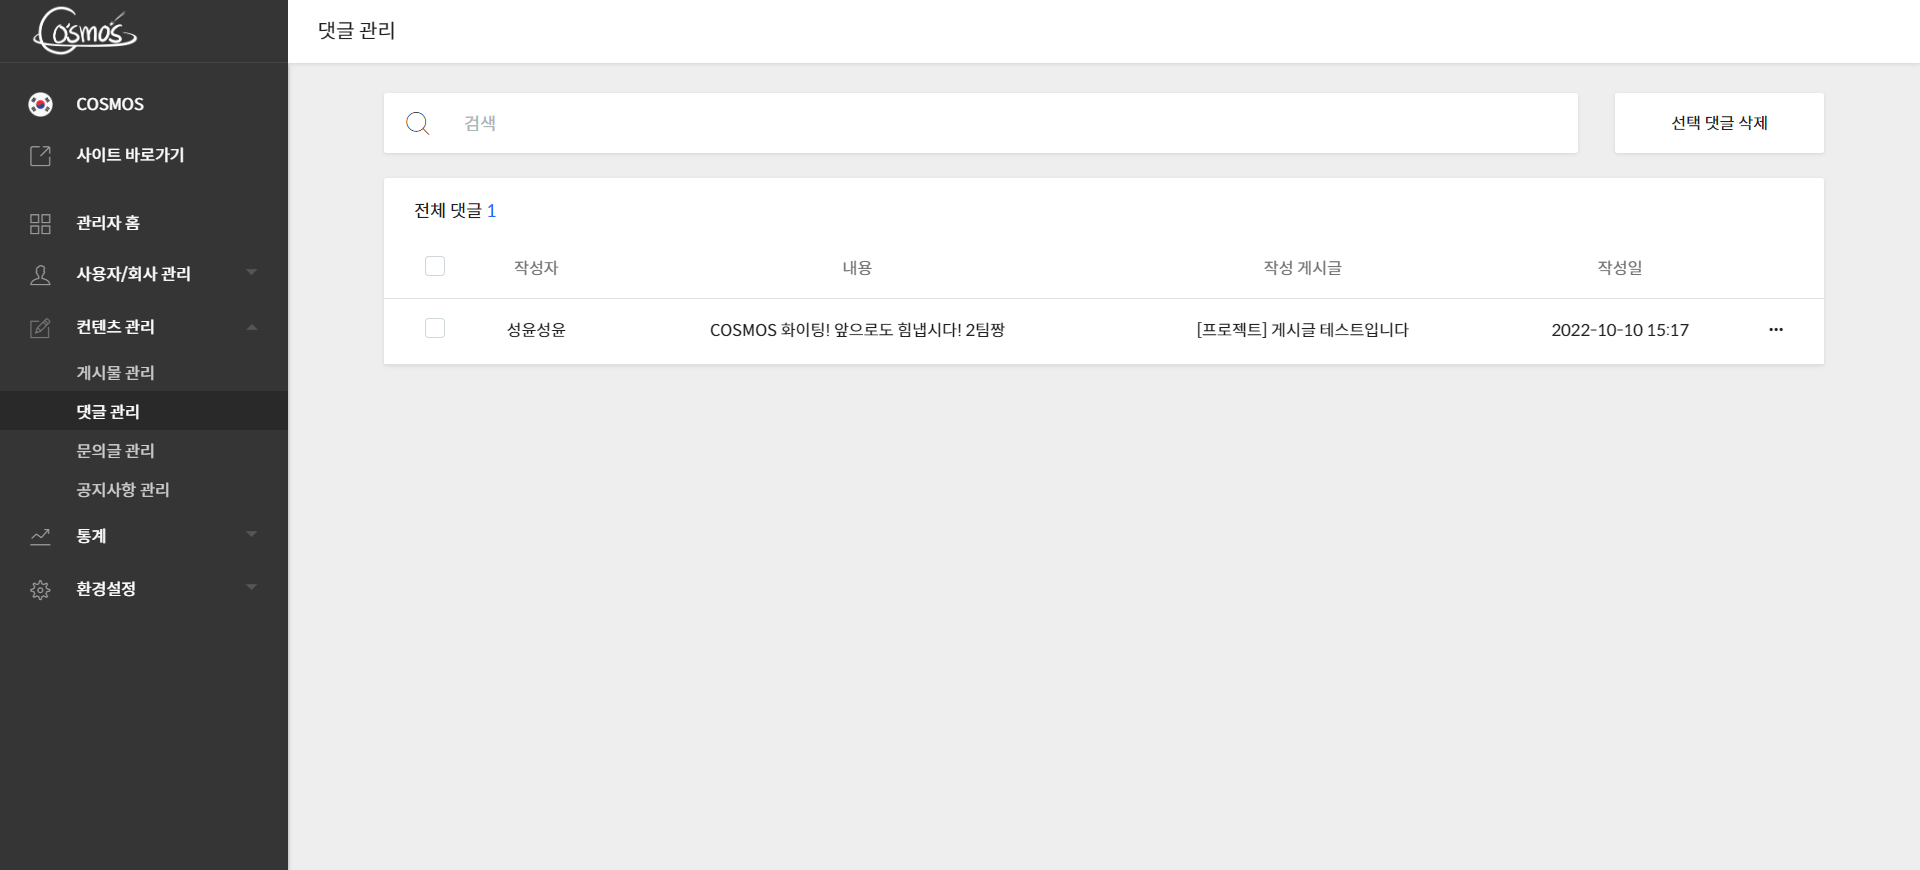 Cosmos
COSMOS
사이트 바로가기
관리자 홈
사용자/회사 관리
컨텐츠 관리
게시물 관리
댓글 관리
문의글 관리
공지사항 관리
통계
환경설정
댓글 관리
검색
선택 댓글 삭제
전체 댓글 1
작성자 내용 작성 게시글 작성일
성윤성윤 COSMOS 화이팅! 앞으로도 힘냅시다! 2팀짱 [프로젝트] 게시글 테스트입니다 2022-10-10 15:17 ···